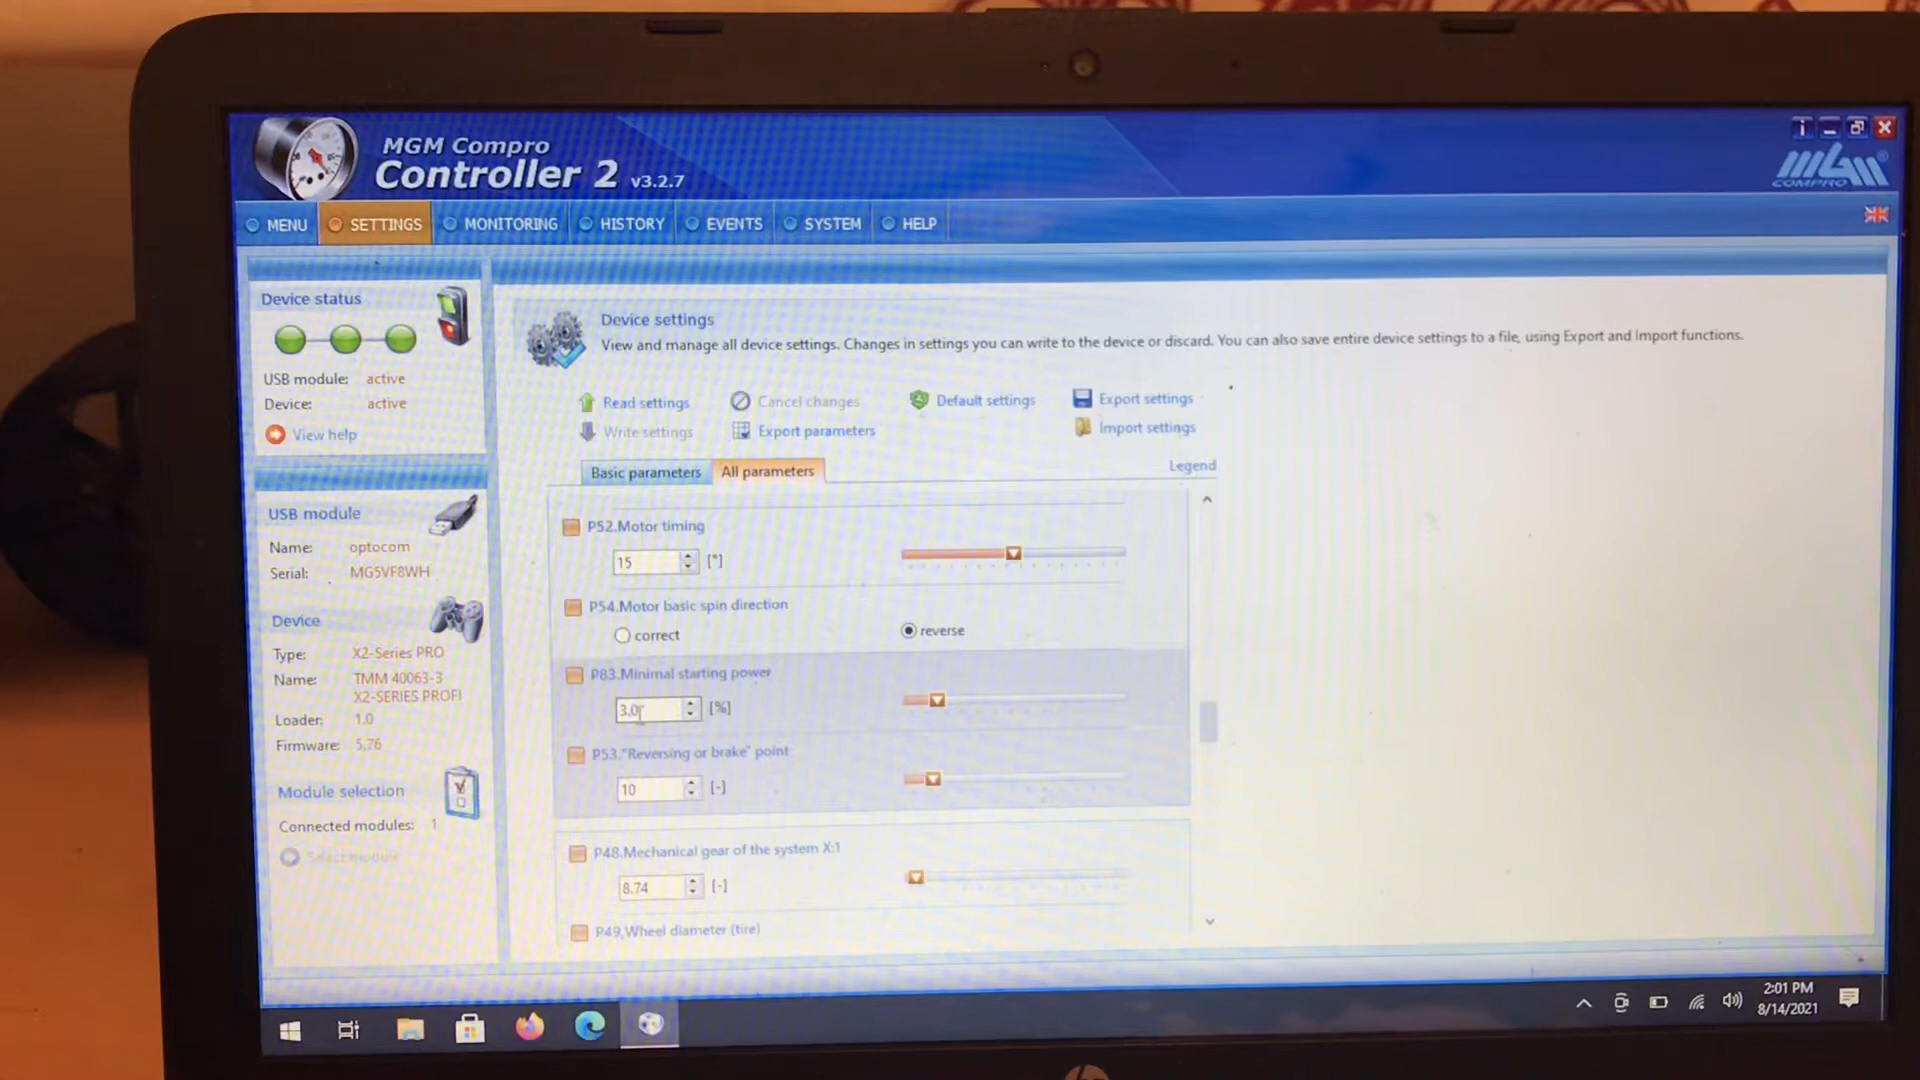 MGM Compro
Controller 2 v3.2.7
MGM
COMPRO
MENU
SETTINGS
MONITORING
HISTORY
EVENTS
SYSTEM
HELP
Device status
USB module: active
Device: active
View help
USB module
Name: optocom
Serial: MG5VF8WH
Device
Type: X2-Series PRO
Name: TMM 40063-3
X2-SERIES PROFI
Loader: 1.0
Firmware: 5.76
Module selection
Connected modules: 1
Select module
Device settings
View and manage all device settings. Changes in settings you can write to the device or discard. You can also save entire device settings to a file, using Export and Import functions.
Read settings
Cancel changes
Default settings
Export settings
Write settings
Export parameters
Import settings
Basic parameters
All parameters
Legend
P52.Motor timing
15 [°]
P54.Motor basic spin direction
correct
reverse
P83.Minimal starting power
3.0 [%]
P53."Reversing or brake" point
10 [-]
P48.Mechanical gear of the system X:1
8.74 [-]
P49.Wheel diameter (tire)
2:01 PM
8/14/2021
hp